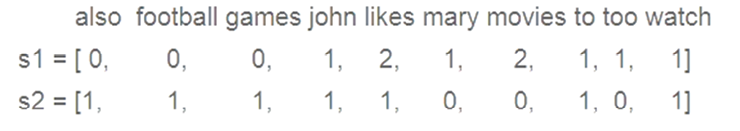 also football games john likes mary movies to too watch
s1 = [ 0, 0, 0, 1, 2, 1, 2, 1, 1, 1]
s2 = [1, 1, 1, 1, 1, 0, 0, 1, 0, 1]